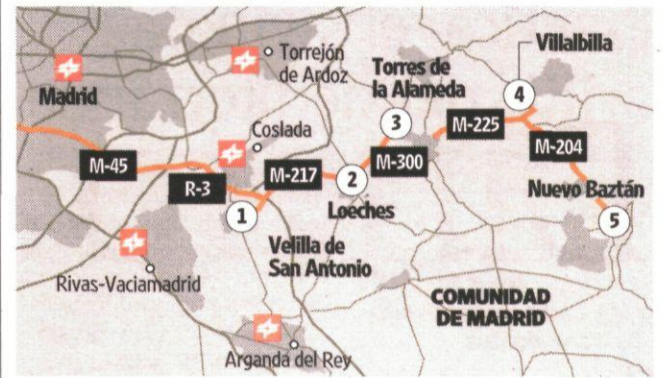 Madrid
Torrejón
de Ardoz
Torres de
la Alameda
Villalbilla
4
3
Coslada
M-225
M-45
M-204
M-300
M-217
R-3
2
Loeches
Nuevo Baztán
1
5
Velilla de
San Antonio
Rivas-Vaciamadrid
COMUNIDAD
DE MADRID
Arganda del Rey